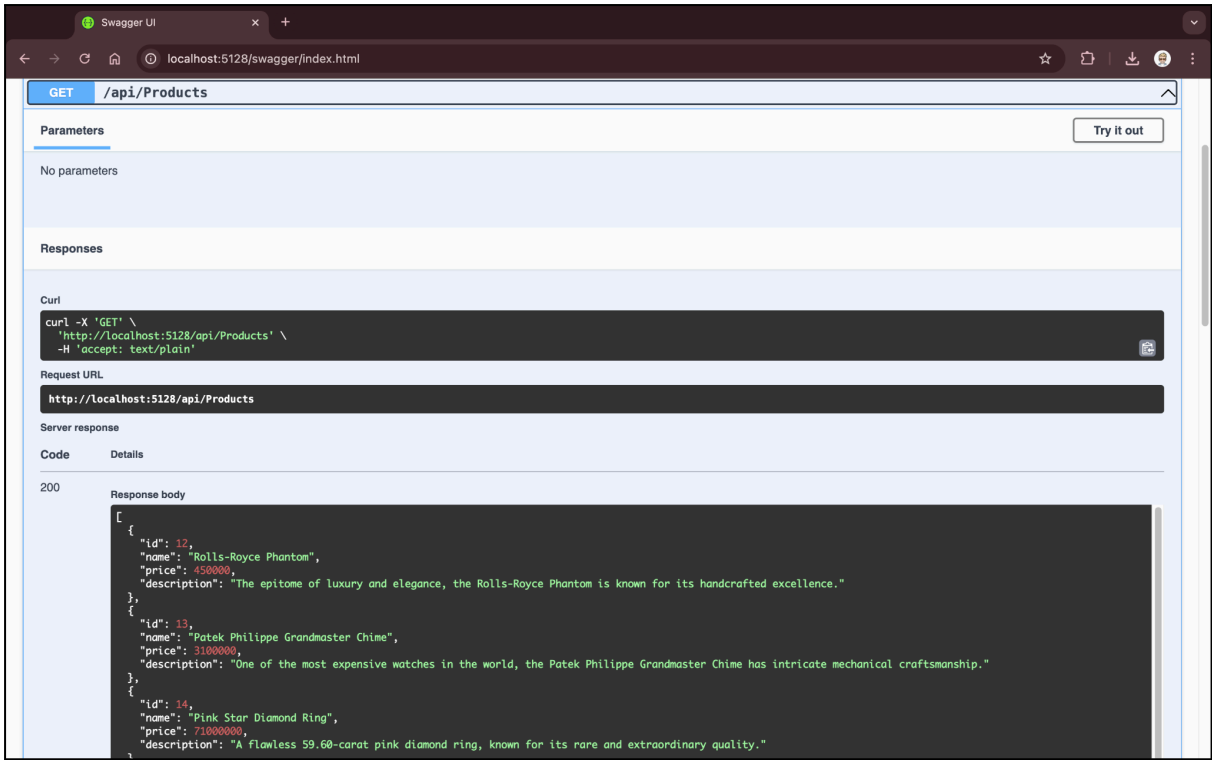 Swagger UI
localhost:5128/swagger/index.html
GET /api/Products
Parameters
Try it out
No parameters
Responses
Curl
curl -X 'GET' \
'http://localhost:5128/api/Products' \
-H 'accept: text/plain'
Request URL
http://localhost:5128/api/Products
Server response
Code Details
200
Response body
[
{
"id": 12,
"name": "Rolls-Royce Phantom",
"price": 450000,
"description": "The epitome of luxury and elegance, the Rolls-Royce Phantom is known for its handcrafted excellence."
},
{
"id": 13,
"name": "Patek Philippe Grandmaster Chime",
"price": 3100000,
"description": "One of the most expensive watches in the world, the Patek Philippe Grandmaster Chime has intricate mechanical craftsmanship."
},
{
"id": 14,
"name": "Pink Star Diamond Ring",
"price": 71000000,
"description": "A flawless 59.60-carat pink diamond ring, known for its rare and extraordinary quality."
}